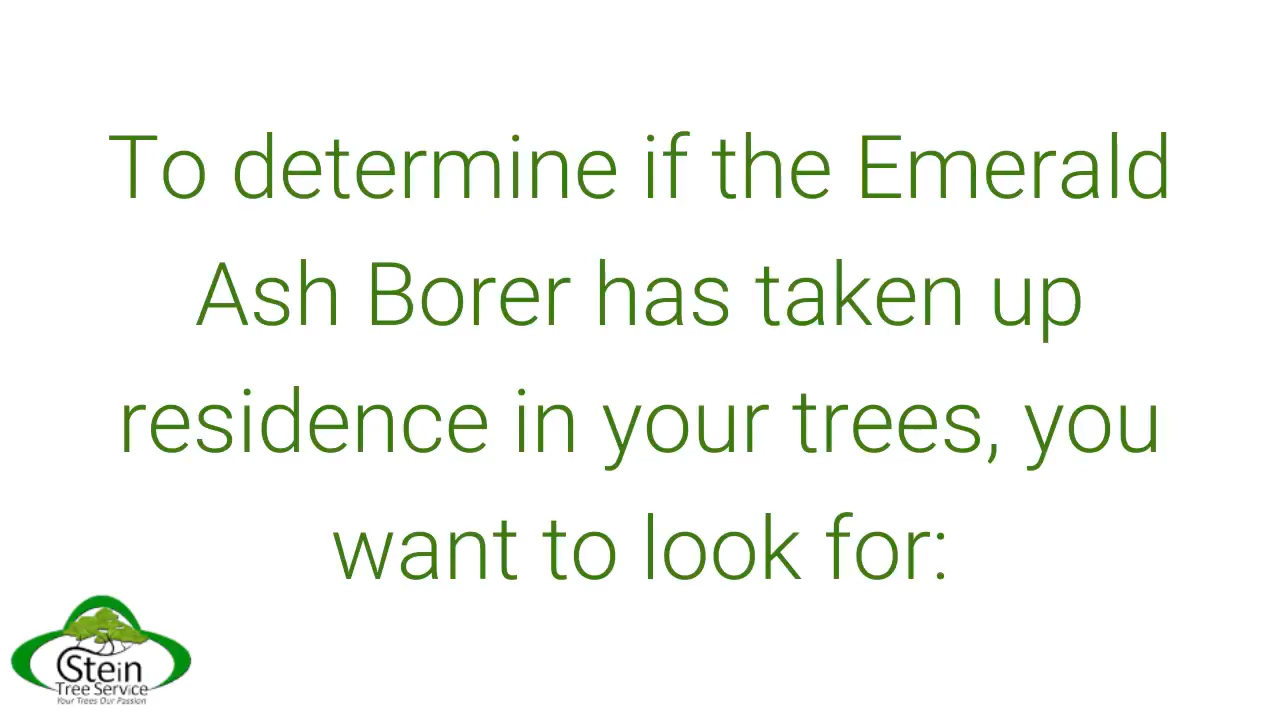 To determine if the Emerald
Ash Borer has taken up
residence in your trees, you
want to look for:
Stein
Tree Service
Your Trees Our Passion